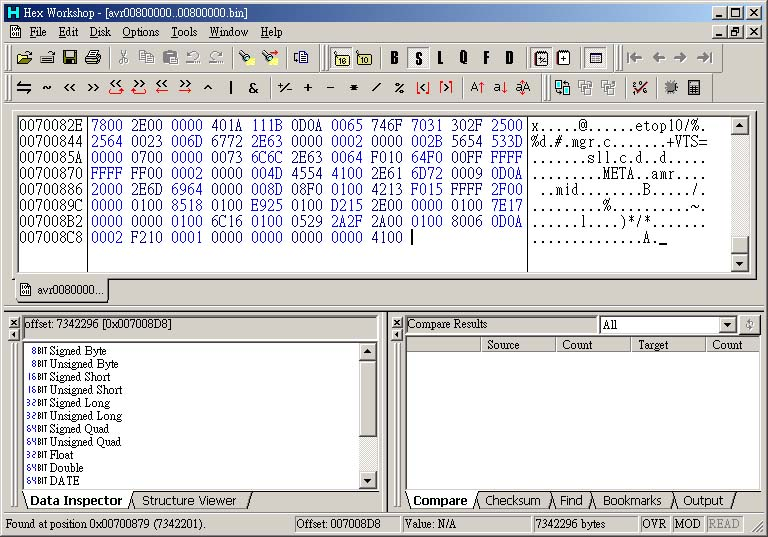 Hex Workshop - [avr00800000..00800000.bin]
File Edit Disk Options Tools Window Help
B S L Q F D
0070082E 7800 2E00 0000 401A 111B 0D0A 0065 746F 7031 302F 2500 x.....@......etop10/%.
00700844 2564 0023 006D 6772 2E63 0000 0002 0000 002B 5654 533D %d.#.mgr.c.......+VTS=
0070085A 0000 0700 0000 0073 6C6C 2E63 0064 F010 64F0 00FF FFFF .......sll.c.d..d.....
00700870 FFFF FF00 0002 0000 004D 4554 4100 2E61 6D72 0009 0D0A .........META..amr....
00700886 2000 2E6D 6964 0000 008D 08F0 0100 4213 F015 FFFF 2F00 ..mid........B...../.
0070089C 0000 0100 8518 0100 E925 0100 D215 2E00 0000 0100 7E17 .........%..........~.
007008B2 0000 0000 0100 6C16 0100 0529 2A2F 2A00 0100 8006 0D0A ......l....)*/*.......
007008C8 0002 F210 0001 0000 0000 0000 0000 4100 ..............A.
avr0080000...
offset: 7342296 [0x007008D8]
8BIT Signed Byte
8BIT Unsigned Byte
16BIT Signed Short
16BIT Unsigned Short
32BIT Signed Long
32BIT Unsigned Long
64BIT Signed Quad
64BIT Unsigned Quad
32BIT Float
64BIT Double
64BIT DATE
Data Inspector Structure Viewer
Compare Results All
Source Count Target Count
Compare Checksum Find Bookmarks Output
Found at position 0x00700879 (7342201). Offset: 007008D8 Value: N/A 7342296 bytes OVR MOD READ